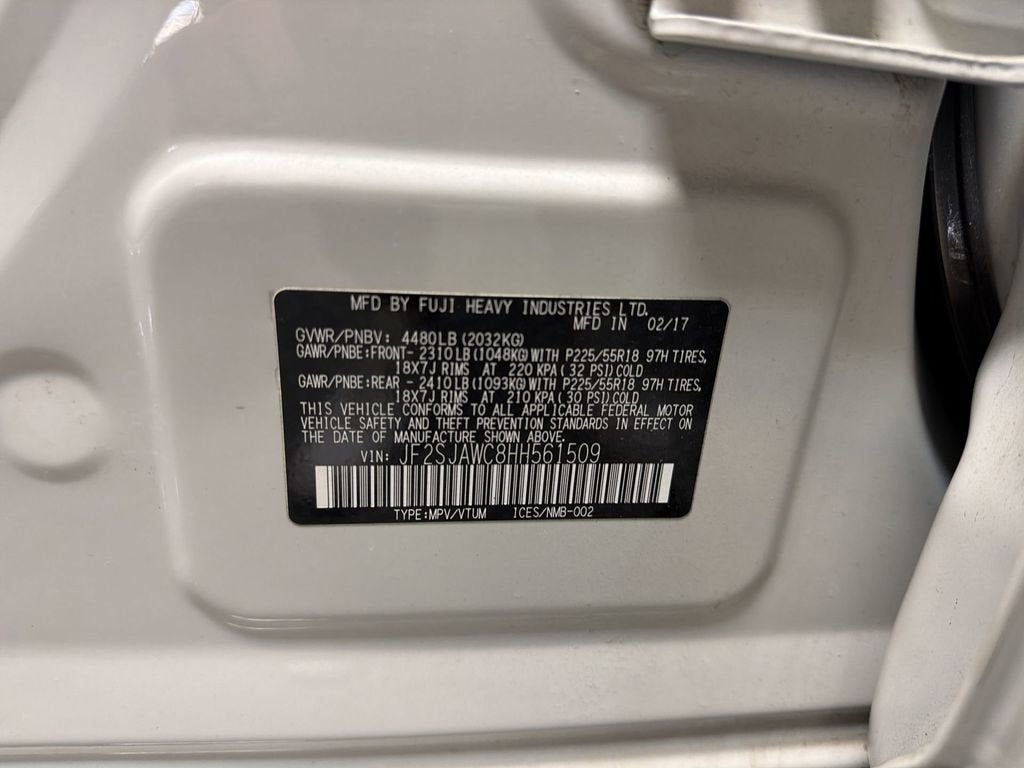 MFD BY FUJI HEAVY INDUSTRIES LTD.
MFD IN 02/17
GVWR/PNBV: 4480LB (2032KG)
GAWR/PNBE:FRONT- 2310LB (1048KG) WITH P225/55R18 97H TIRES,
18X7J RIMS AT 220 KPA (32 PSI) COLD
GAWR/PNBE:REAR - 2410LB (1093KG) WITH P225/55R18 97H TIRES,
18X7J RIMS AT 210 KPA (30 PSI) COLD
THIS VEHICLE CONFORMS TO ALL APPLICABLE FEDERAL MOTOR
VEHICLE SAFETY AND THEFT PREVENTION STANDARDS IN EFFECT ON
THE DATE OF MANUFACTURE SHOWN ABOVE.
VIN: JF2SJAWC8HH561509
TYPE:MPV/VTUM ICES/NMB-002